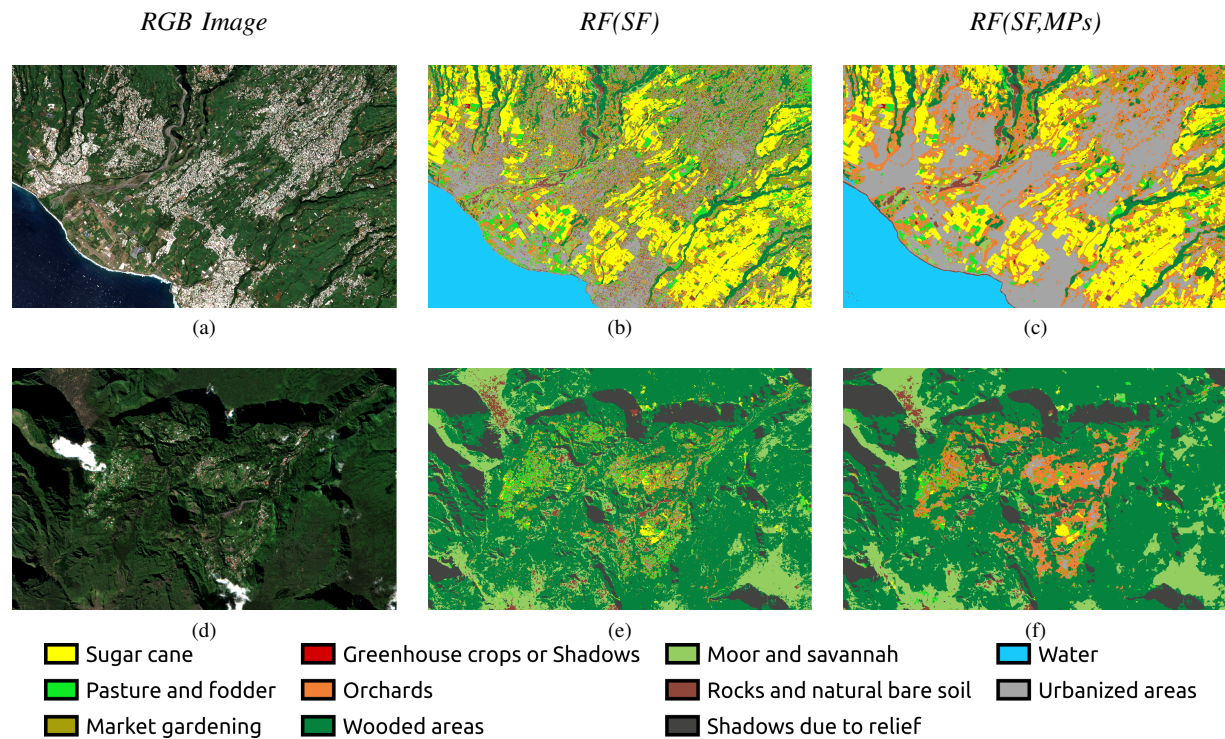 RGB Image RF(SF) RF(SF,MPs)
(a) (b) (c)
(d) (e) (f)
Sugar cane Greenhouse crops or Shadows Moor and savannah Water
Pasture and fodder Orchards Rocks and natural bare soil Urbanized areas
Market gardening Wooded areas Shadows due to relief